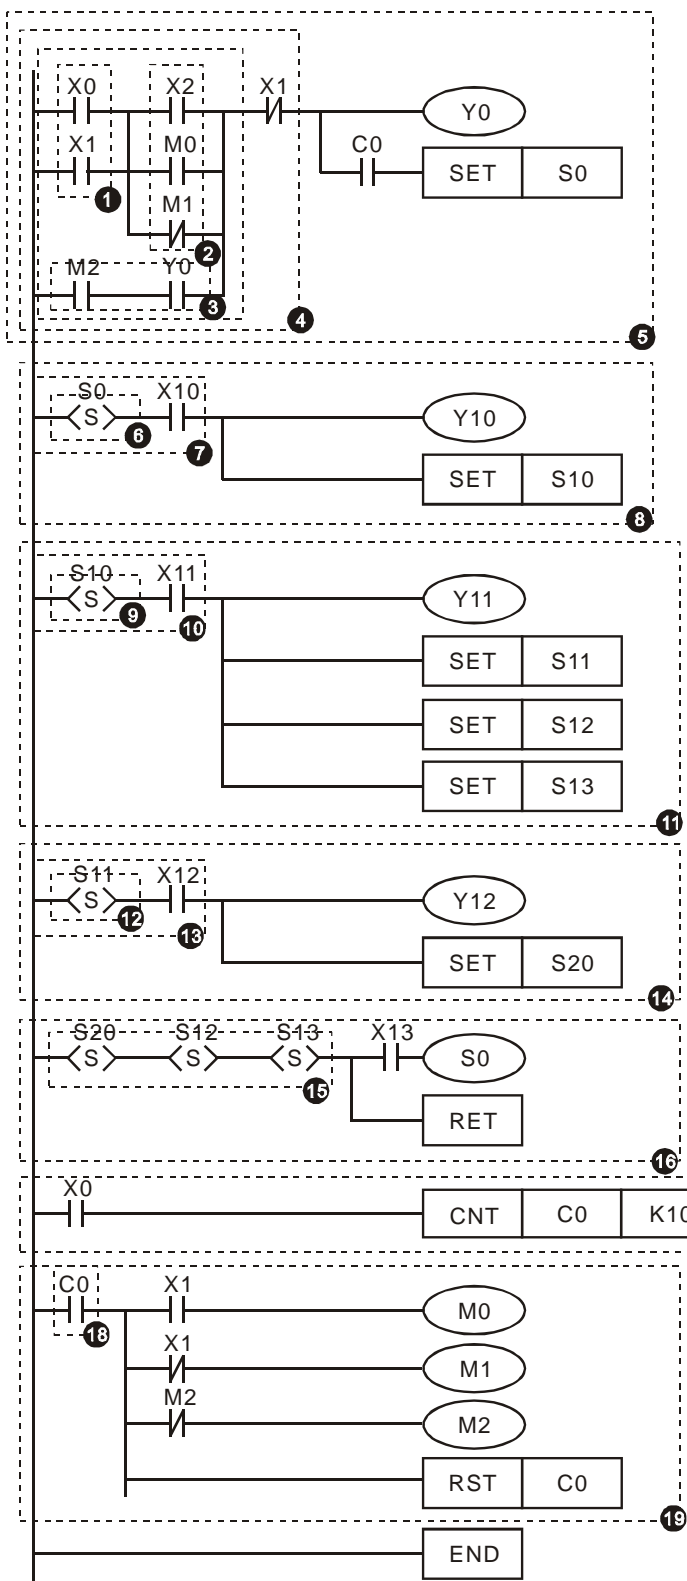 X0 X2 X1 Y0
X1 M0 C0 SET S0
1
M1
2
M2 Y0
3
4
5
S0 X10 Y10
S
6
7
SET S10
8
S10 X11 Y11
S
9
10
SET S11
SET S12
SET S13
11
S11 X12 Y12
S
12
13
SET S20
14
S20 S12 S13 X13 S0
S S S
15
RET
16
X0
CNT C0 K10
C0 X1 M0
18
X1 M1
M2 M2
RST C0
19
END